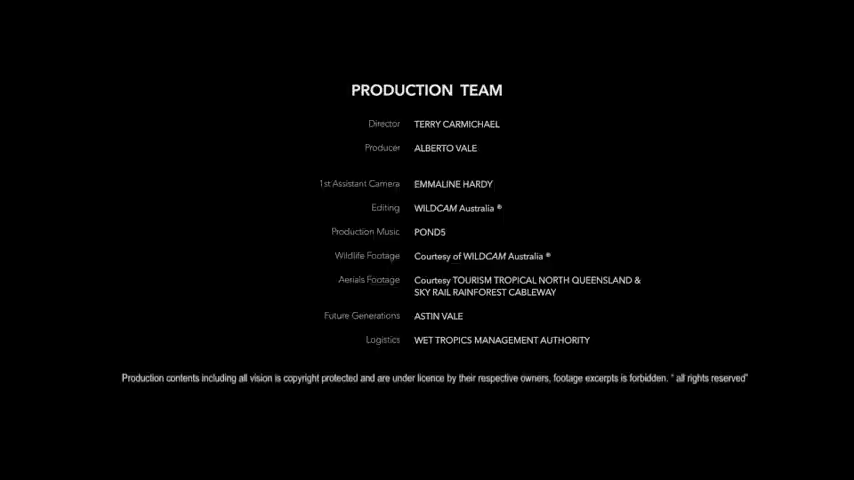 PRODUCTION TEAM
Director TERRY CARMICHAEL
Producer ALBERTO VALE
1st Assistant Camera EMMALINE HARDY
Editing WILDCAM Australia ®
Production Music POND5
Wildlife Footage Courtesy of WILDCAM Australia ®
Aerials Footage Courtesy TOURISM TROPICAL NORTH QUEENSLAND &
SKY RAIL RAINFOREST CABLEWAY
Future Generations ASTIN VALE
Logistics WET TROPICS MANAGEMENT AUTHORITY
Production contents including all vision is copyright protected and are under licence by their respective owners, footage excerpts is forbidden. " all rights reserved"